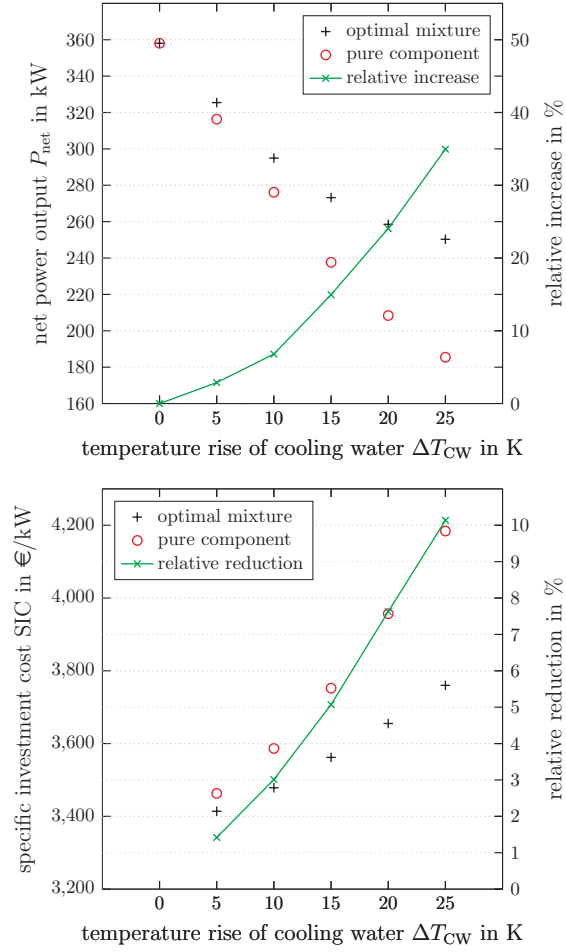 optimal mixture
pure component
relative increase
360
340
320
300
280
260
240
220
200
180
160
net power output P_net in kW
50
40
30
20
10
0
relative increase in %
0 5 10 15 20 25
temperature rise of cooling water ΔT_CW in K
optimal mixture
pure component
relative reduction
4,200
4,000
3,800
3,600
3,400
3,200
specific investment cost SIC in €/kW
10
9
8
7
6
5
4
3
2
1
0
relative reduction in %
0 5 10 15 20 25
temperature rise of cooling water ΔT_CW in K